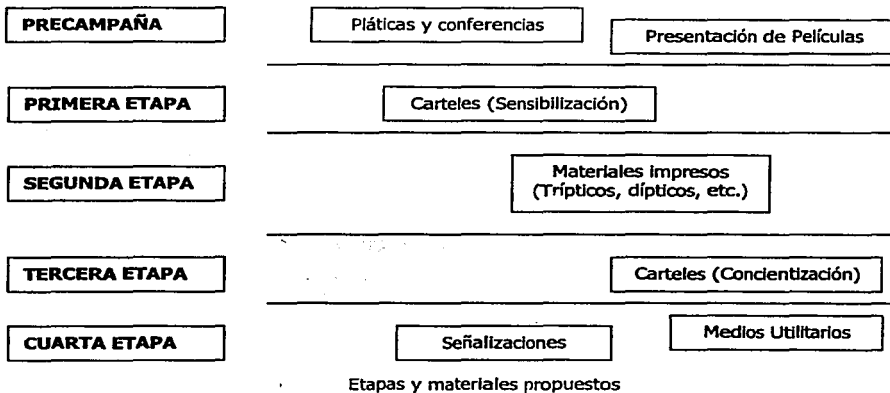 PRECAMPAÑA
Pláticas y conferencias
Presentación de Películas
PRIMERA ETAPA
Carteles (Sensibilización)
SEGUNDA ETAPA
Materiales impresos
(Trípticos, dípticos, etc.)
TERCERA ETAPA
Carteles (Concientización)
CUARTA ETAPA
Señalizaciones
Medios Utilitarios
Etapas y materiales propuestos